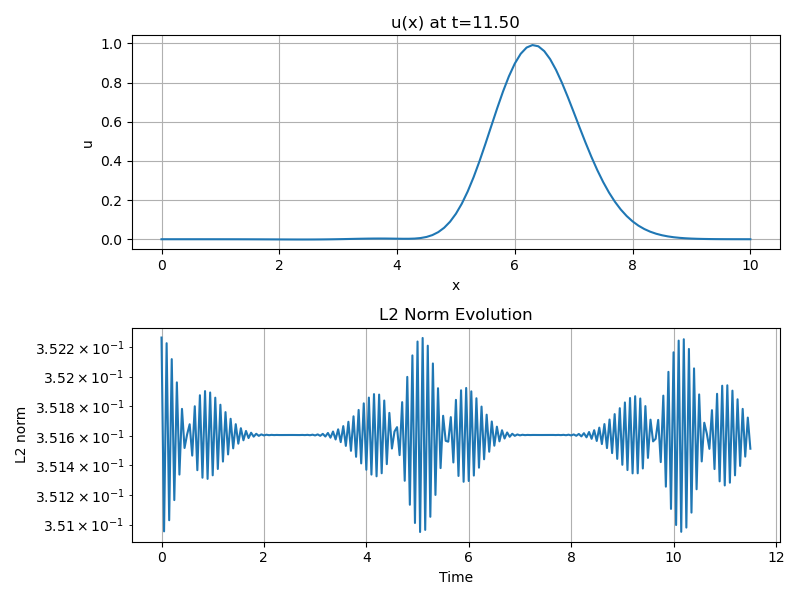 u(x) at t=11.50
1.0
0.8
0.6
0.4
0.2
0.0
u
0 2 4 6 8 10
x
L2 Norm Evolution
3.522 × 10⁻¹
3.52 × 10⁻¹
3.518 × 10⁻¹
3.516 × 10⁻¹
3.514 × 10⁻¹
3.512 × 10⁻¹
3.51 × 10⁻¹
L2 norm
0 2 4 6 8 10 12
Time